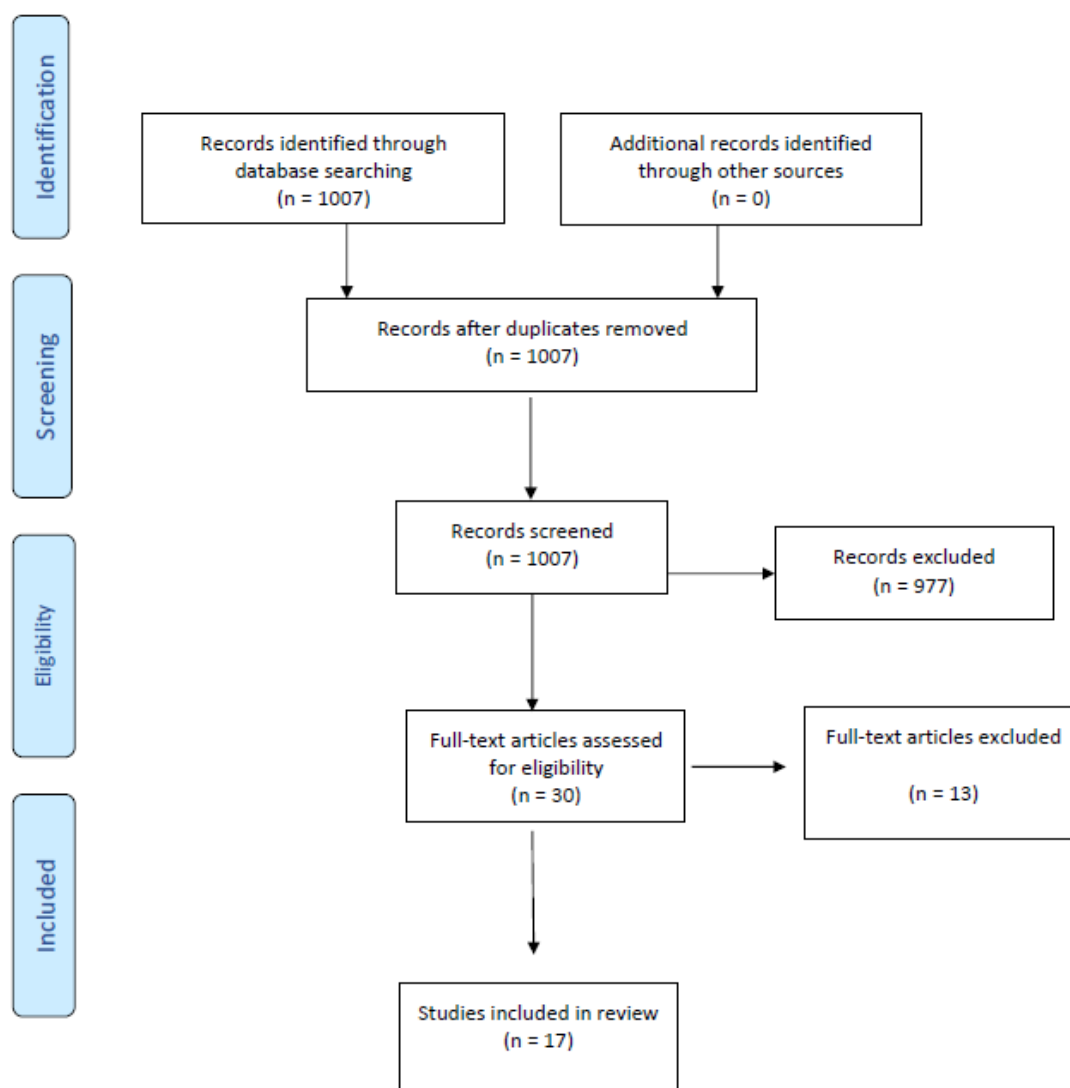 Identification
Records identified through
database searching
(n = 1007)
Additional records identified
through other sources
(n = 0)
Screening
Records after duplicates removed
(n = 1007)
Records screened
(n = 1007)
Records excluded
(n = 977)
Eligibility
Full-text articles assessed
for eligibility
(n = 30)
Full-text articles excluded
(n = 13)
Included
Studies included in review
(n = 17)